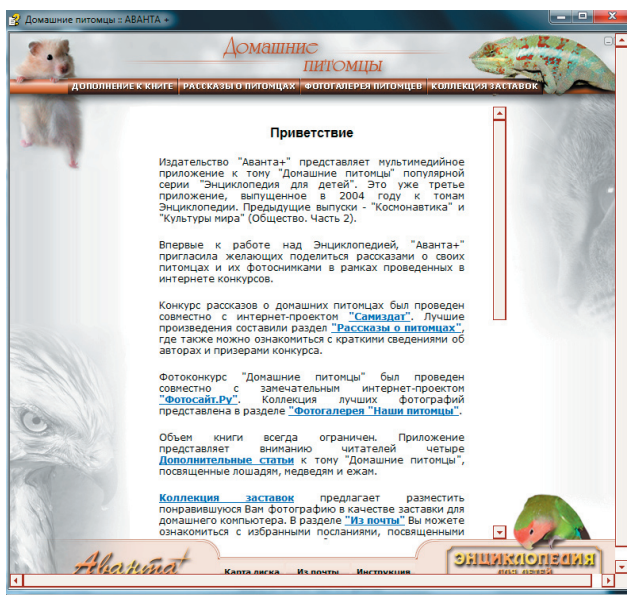 Домашние питомцы :: АВАНТА +
Домашние
питомцы
ДОПОЛНЕНИЕ К КНИГЕ РАССКАЗЫ О ПИТОМЦАХ ФОТОГАЛЕРЕЯ ПИТОМЦЕВ КОЛЛЕКЦИЯ ЗАСТАВОК
Приветствие
Издательство "Аванта+" представляет мультимедийное
приложение к тому "Домашние питомцы" популярной
серии "Энциклопедия для детей". Это уже третье
приложение, выпущенное в 2004 году к томам
Энциклопедии. Предыдущие выпуски - "Космонавтика" и
"Культуры мира" (Общество. Часть 2).
Впервые к работе над Энциклопедией, "Аванта+"
пригласила желающих поделиться рассказами о своих
питомцах и их фотоснимками в рамках проведенных в
интернете конкурсов.
Конкурс рассказов о домашних питомцах был проведен
совместно с интернет-проектом "Самиздат". Лучшие
произведения составили раздел "Рассказы о питомцах",
где также можно ознакомиться с краткими сведениями об
авторах и призерами конкурса.
Фотоконкурс "Домашние питомцы" был проведен
совместно с замечательным интернет-проектом
"Фотосайт.Ру". Коллекция лучших фотографий
представлена в разделе "Фотогалерея "Наши питомцы".
Объем книги всегда ограничен. Приложение
представляет вниманию читателей четыре
Дополнительные статьи к тому "Домашние питомцы",
посвященные лошадям, медведям и ежам.
Коллекция заставок предлагает разместить
понравившуюся Вам фотографию в качестве заставки для
домашнего компьютера. В разделе "Из почты" Вы можете
ознакомиться с избранными посланиями, посвященными
Аванта+
Карта диска Из почты Инструкция
ЭНЦИКЛОПЕДИЯ
ДЛЯ ДЕТЕЙ